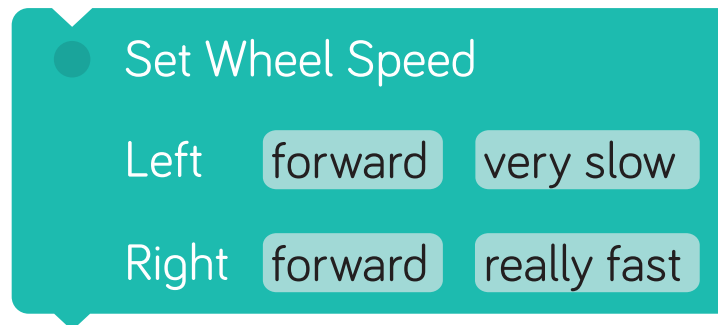 Set Wheel Speed
Left forward very slow
Right forward really fast